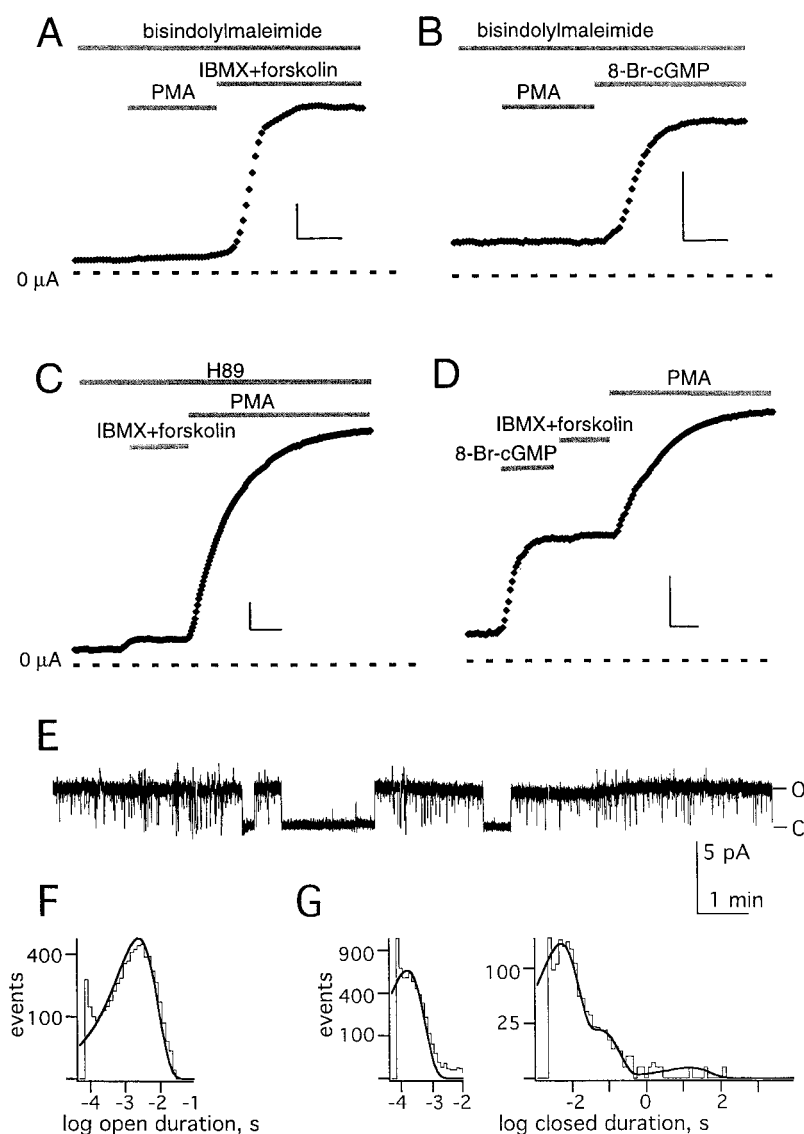 A
bisindolylmaleimide
IBMX+forskolin
PMA
0 µA
B
bisindolylmaleimide
8-Br-cGMP
PMA
C
H89
PMA
IBMX+forskolin
0 µA
D
PMA
IBMX+forskolin
8-Br-cGMP
E
O
C
5 pA
1 min
F
events
400
100
-4 -3 -2 -1
log open duration, s
G
events
900
400
100
-4 -3 -2
100
25
-2 0 2
log closed duration, s